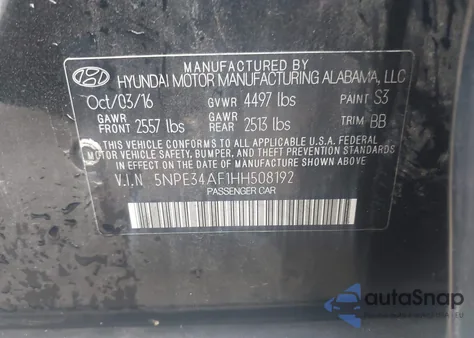 MANUFACTURED BY
HYUNDAI MOTOR MANUFACTURING ALABAMA, LLC
Oct/03/16 GVWR 4497 lbs PAINT S3
GAWR FRONT 2557 lbs GAWR REAR 2513 lbs TRIM BB
THIS VEHICLE CONFORMS TO ALL APPLICABLE U.S.A. FEDERAL
MOTOR VEHICLE SAFETY, BUMPER, AND THEFT PREVENTION STANDARDS
IN EFFECT ON THE DATE OF MANUFACTURE SHOWN ABOVE.
V.I.N 5NPE34AF1HH508192
PASSENGER CAR
autoSnap